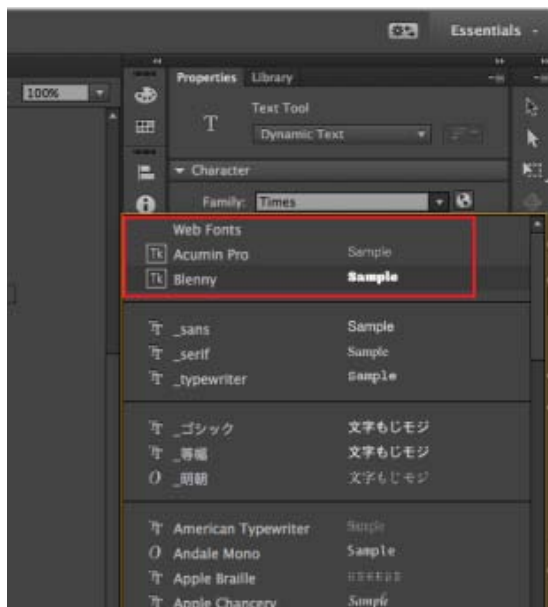 Essentials
100%
Properties Library
T Text Tool
Dynamic Text
Character
Family: Times
Web Fonts
Tk Acumin Pro Sample
Tk Blenny Sample
_sans Sample
_serif Sample
_typewriter Sample
_ゴシック 文字もじモジ
_等幅 文字もじモジ
_明朝 文字もじモジ
American Typewriter Sample
Andale Mono Sample
Apple Braille
Apple Chancery Sample